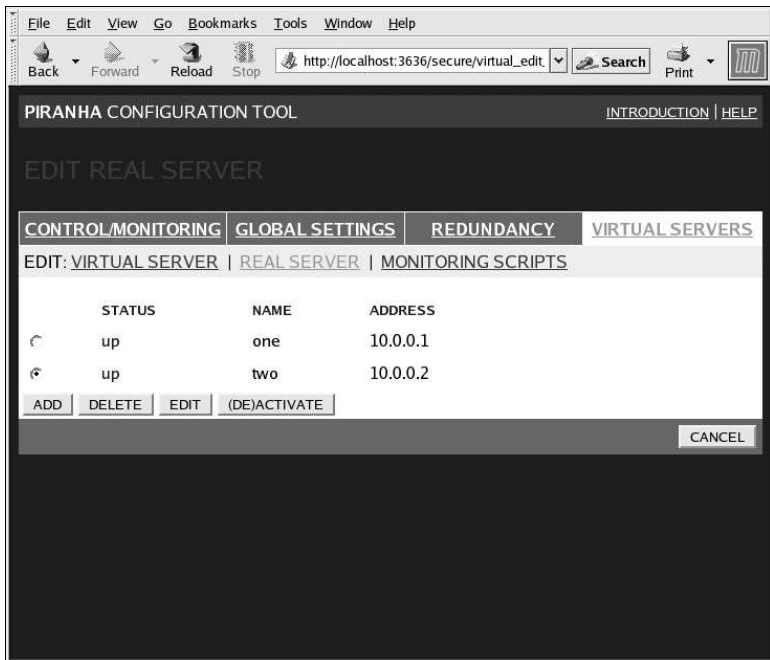 File Edit View Go Bookmarks Tools Window Help
Back Forward Reload Stop http://localhost:3636/secure/virtual_edit_ Search Print
PIRANHA CONFIGURATION TOOL INTRODUCTION | HELP
EDIT REAL SERVER
CONTROL/MONITORING GLOBAL SETTINGS REDUNDANCY VIRTUAL SERVERS
EDIT: VIRTUAL SERVER | REAL SERVER | MONITORING SCRIPTS
STATUS NAME ADDRESS
up one 10.0.0.1
up two 10.0.0.2
ADD DELETE EDIT (DE)ACTIVATE
CANCEL